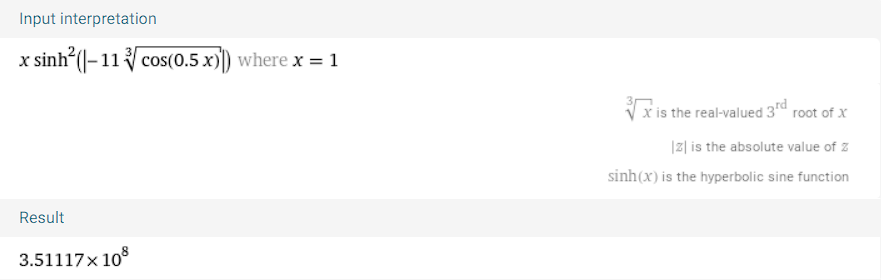 Input interpretation
x sinh²(|-11 ∛cos(0.5 x)|) where x = 1
∛x is the real-valued 3ʳᵈ root of x
|z| is the absolute value of z
sinh(x) is the hyperbolic sine function
Result
3.51117×10⁸